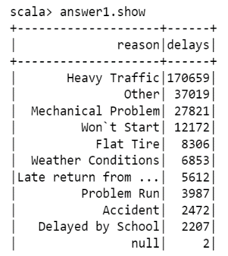 scala> answer1.show
+-------------------+------+
|             reason|delays|
+-------------------+------+
|      Heavy Traffic|170659|
|              Other| 37019|
| Mechanical Problem| 27821|
|        Won`t Start| 12172|
|          Flat Tire|  8306|
| Weather Conditions|  6853|
|Late return from ...|  5612|
|        Problem Run|  3987|
|           Accident|  2472|
|  Delayed by School|  2207|
|               null|     2|